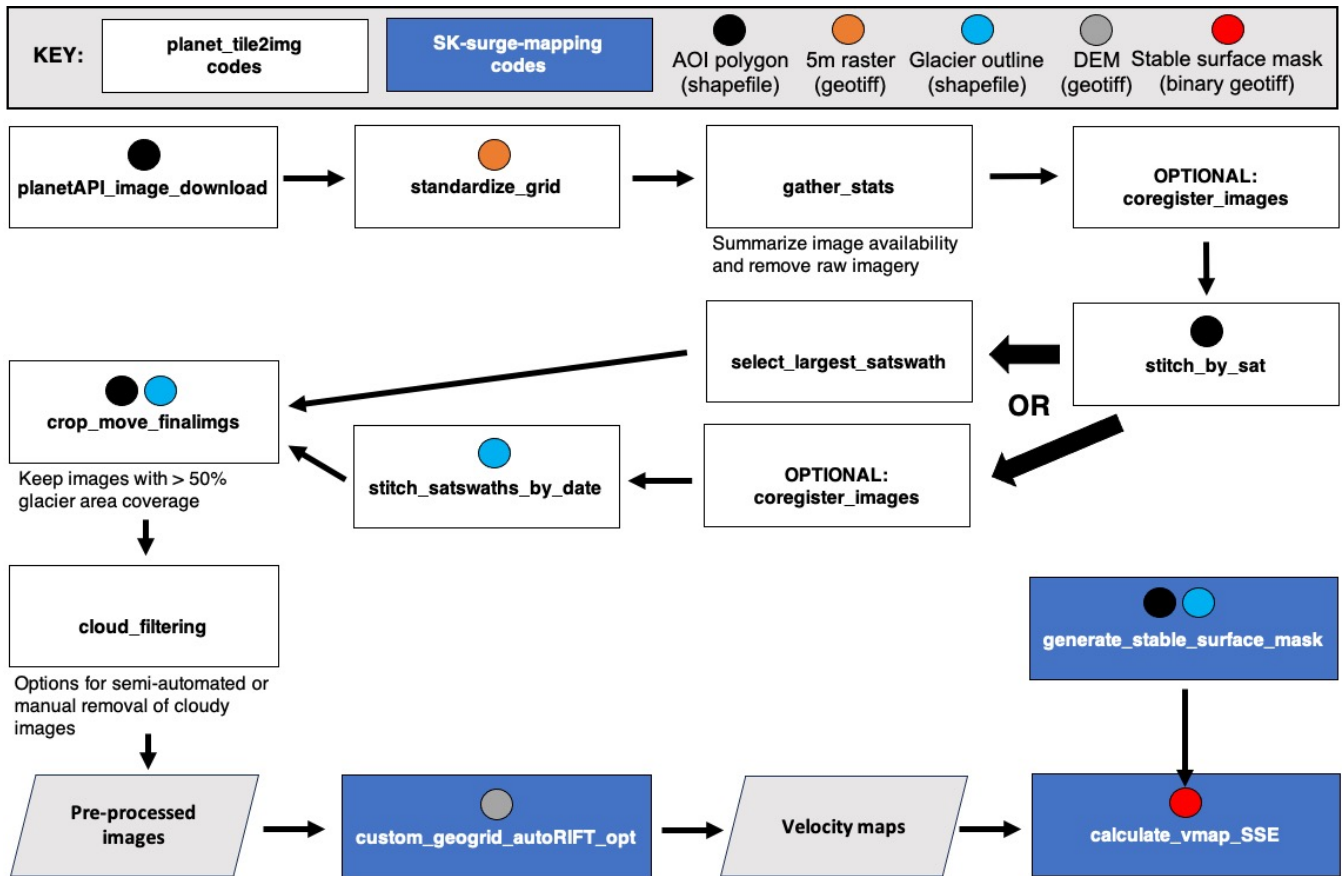 KEY:
planet_tile2img
codes
SK-surge-mapping
codes
AOI polygon
(shapefile)
5m raster
(geotiff)
Glacier outline
(shapefile)
DEM
(geotiff)
Stable surface mask
(binary geotiff)
planetAPI_image_download
standardize_grid
gather_stats
Summarize image availability
and remove raw imagery
OPTIONAL:
coregister_images
stitch_by_sat
OR
select_largest_satswath
OPTIONAL:
coregister_images
stitch_satswaths_by_date
crop_move_finalimgs
Keep images with > 50%
glacier area coverage
cloud_filtering
Options for semi-automated or
manual removal of cloudy
images
Pre-processed
images
custom_geogrid_autoRIFT_opt
Velocity maps
generate_stable_surface_mask
calculate_vmap_SSE